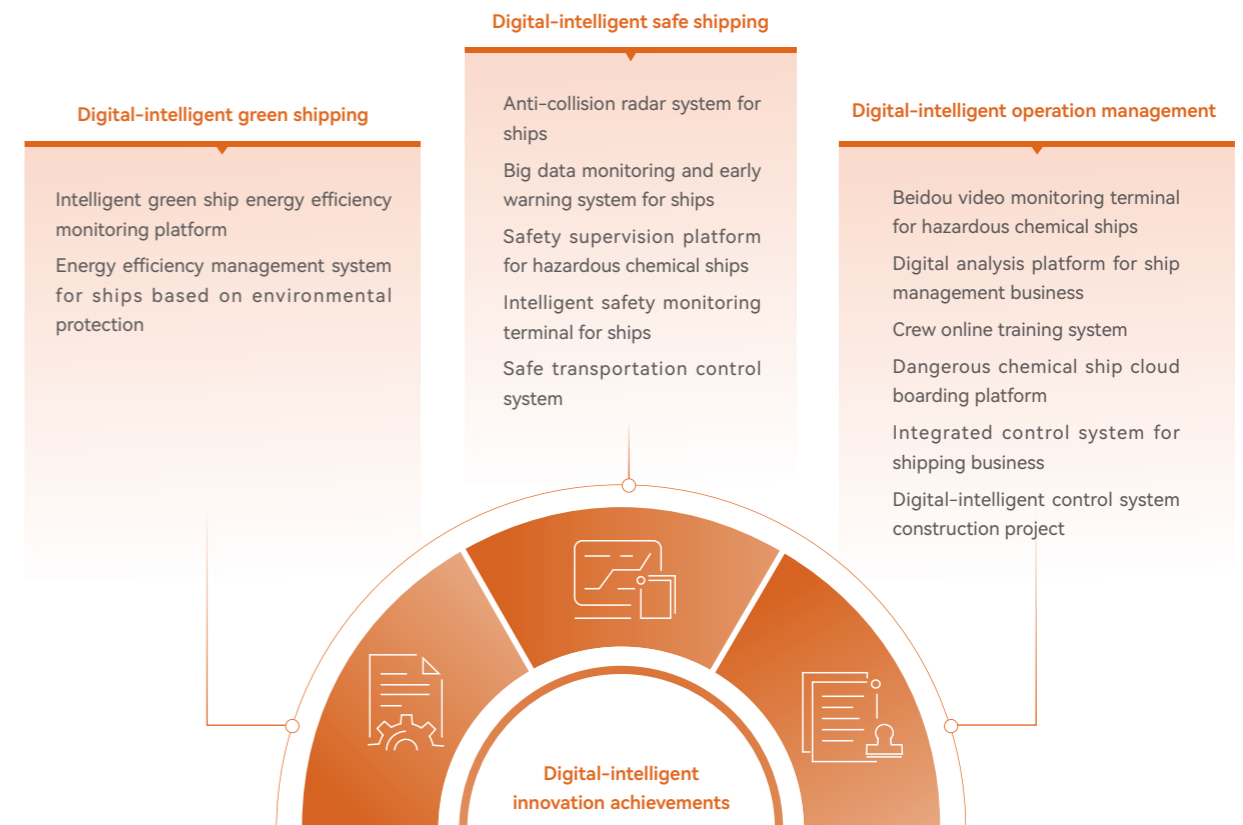 Digital-intelligent green shipping
Intelligent green ship energy efficiency
monitoring platform
Energy efficiency management system
for ships based on environmental
protection
Digital-intelligent safe shipping
Anti-collision radar system for
ships
Big data monitoring and early
warning system for ships
Safety supervision platform
for hazardous chemical ships
Intelligent safety monitoring
terminal for ships
Safe transportation control
system
Digital-intelligent operation management
Beidou video monitoring terminal
for hazardous chemical ships
Digital analysis platform for ship
management business
Crew online training system
Dangerous chemical ship cloud
boarding platform
Integrated control system for
shipping business
Digital-intelligent control system
construction project
Digital-intelligent
innovation achievements